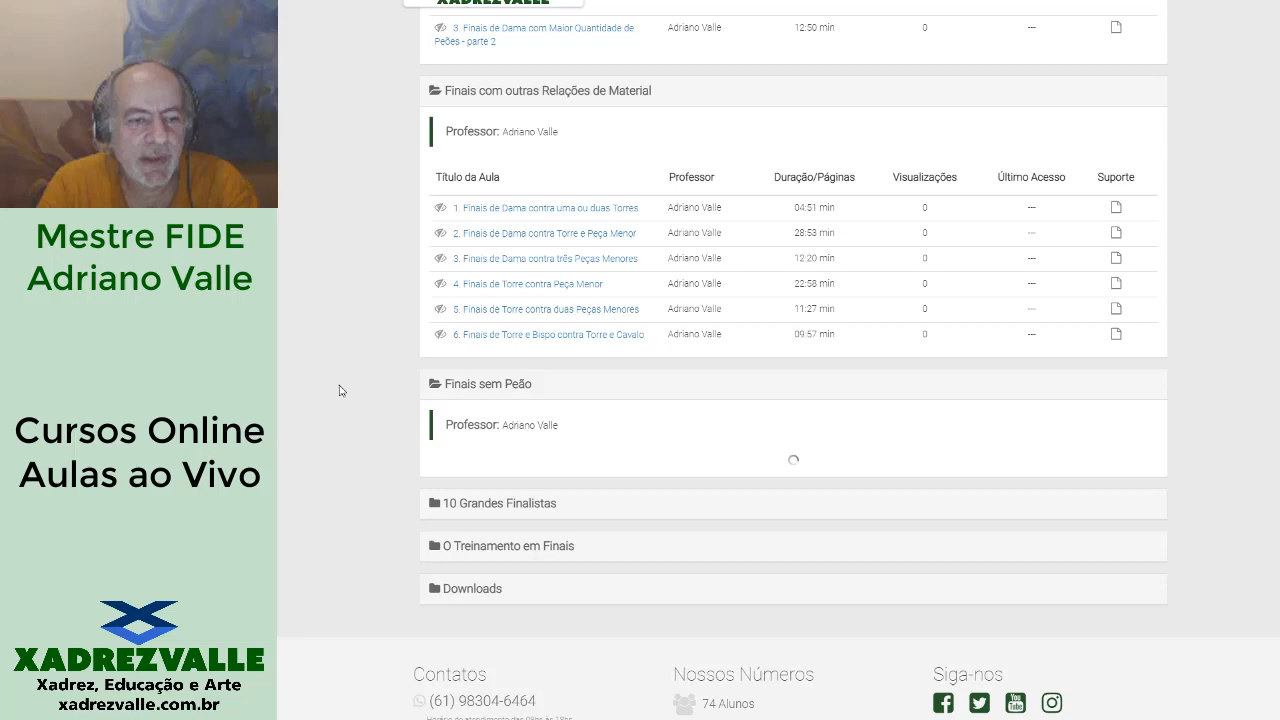 XADREZVALLE
3. Finais de Dama com Maior Quantidade de
Peões - parte 2
Adriano Valle
12:50 min
0
---
Finais com outras Relações de Material
Professor: Adriano Valle
Título da Aula Professor Duração/Páginas Visualizações Último Acesso Suporte
1. Finais de Dama contra uma ou duas Torres Adriano Valle 04:51 min 0 ---
2. Finais de Dama contra Torre e Peça Menor Adriano Valle 28:53 min 0 ---
3. Finais de Dama contra três Peças Menores Adriano Valle 12:20 min 0 ---
4. Finais de Torre contra Peça Menor Adriano Valle 22:58 min 0 ---
5. Finais de Torre contra duas Peças Menores Adriano Valle 11:27 min 0 ---
6. Finais de Torre e Bispo contra Torre e Cavalo Adriano Valle 09:57 min 0 ---
Finais sem Peão
Professor: Adriano Valle
10 Grandes Finalistas
O Treinamento em Finais
Downloads
Contatos
(61) 98304-6464
Nossos Números
74 Alunos
Siga-nos
You
Tube
Mestre FIDE
Adriano Valle
Cursos Online
Aulas ao Vivo
XADREZVALLE
Xadrez, Educação e Arte
xadrezvalle.com.br